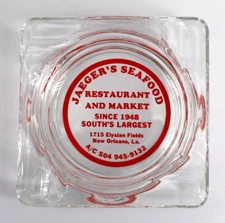 JAEGER'S SEAFOOD
RESTAURANT
AND MARKET
SINCE 1948
SOUTH'S LARGEST
1715 Elysian Fields
New Orleans, La.
A/C 504 945-9132